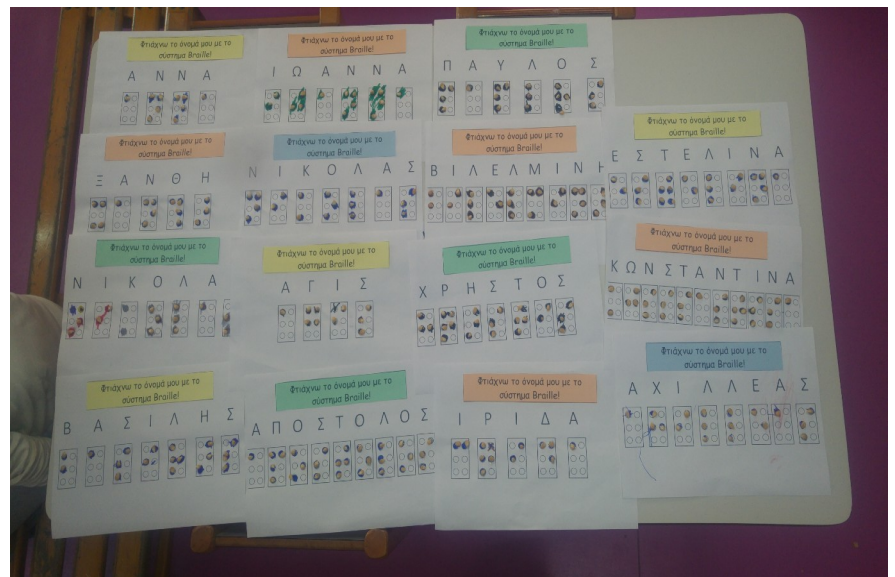 Φτιάχνω το όνομά μου με το
σύστημα Braille!
Α Ν Ν Α
Φτιάχνω το όνομά μου με το
σύστημα Braille!
Ι Ω Α Ν Ν Α
Φτιάχνω το όνομά μου με το
σύστημα Braille!
Π Α Υ Λ Ο Σ
Φτιάχνω το όνομά μου με το
σύστημα Braille!
Ξ Α Ν Θ Η
Φτιάχνω το όνομά μου με το
σύστημα Braille!
Ν Ι Κ Ο Λ Α Σ
Φτιάχνω το όνομά μου με το
σύστημα Braille!
Β Ι Λ Ε Λ Μ Ι Ν Η
Φτιάχνω το όνομά μου με το
σύστημα Braille!
Ε Σ Τ Ε Λ Ι Ν Α
Φτιάχνω το όνομά μου με το
σύστημα Braille!
Ν Ι Κ Ο Λ Α
Φτιάχνω το όνομά μου με το
σύστημα Braille!
Α Γ Ι Σ
Φτιάχνω το όνομά μου με το
σύστημα Braille!
Χ Ρ Η Σ Τ Ο Σ
Φτιάχνω το όνομά μου με το
σύστημα Braille!
Κ Ω Ν Σ Τ Α Ν Τ Ι Ν Α
Φτιάχνω το όνομά μου με το
σύστημα Braille!
Β Α Σ Ι Λ Η Σ
Φτιάχνω το όνομά μου με το
σύστημα Braille!
Α Π Ο Σ Τ Ο Λ Ο Σ
Φτιάχνω το όνομά μου με το
σύστημα Braille!
Ι Ρ Ι Δ Α
Φτιάχνω το όνομά μου με το
σύστημα Braille!
Α Χ Ι Λ Λ Ε Α Σ